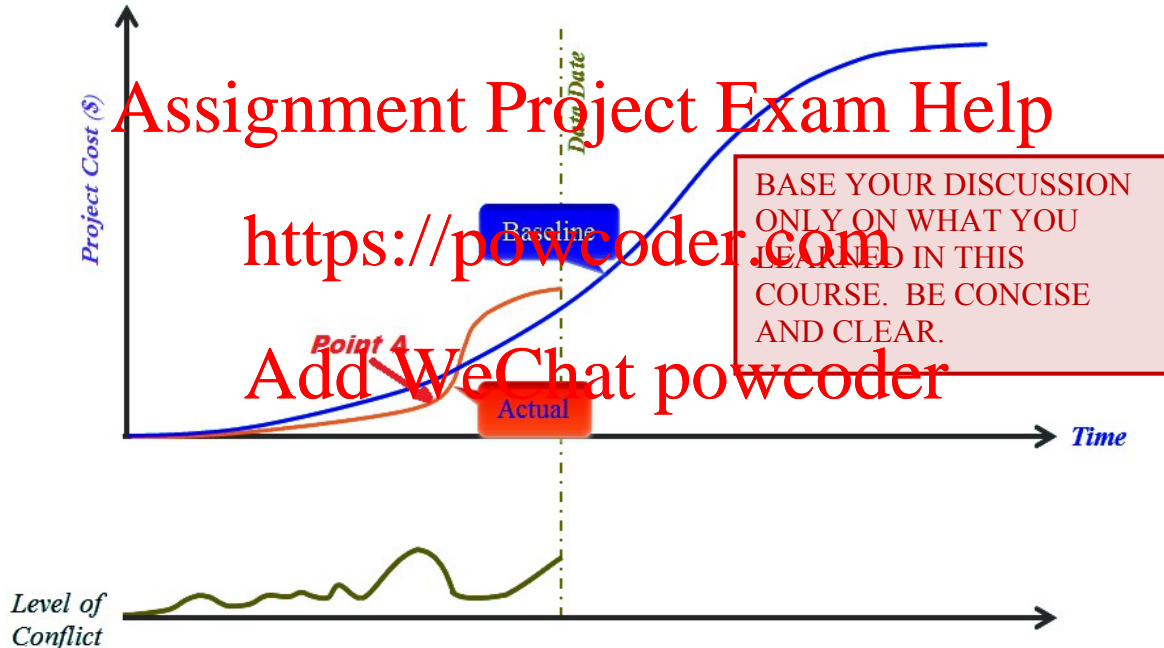 Project Cost ($)
Data Date
Assignment Project Exam Help
BASE YOUR DISCUSSION
ONLY ON WHAT YOU
LEARNED IN THIS
COURSE. BE CONCISE
AND CLEAR.
Baseline
https://powcoder.com
Point A
Add WeChat powcoder
Actual
Time
Level of
Conflict